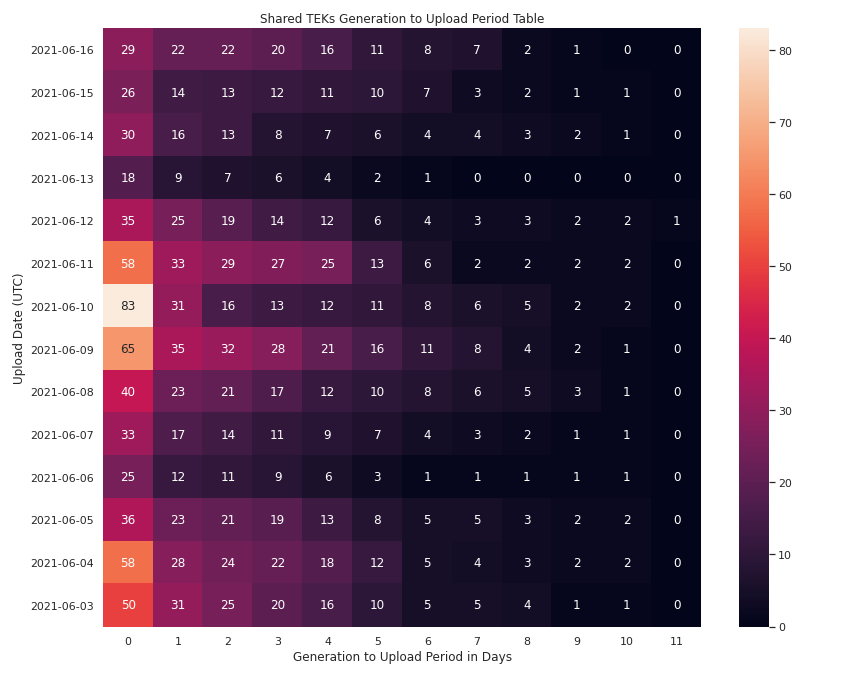 Shared TEKs Generation to Upload Period Table
Upload Date (UTC)
2021-06-16 29 22 22 20 16 11 8 7 2 1 0 0
2021-06-15 26 14 13 12 11 10 7 3 2 1 1 0
2021-06-14 30 16 13 8 7 6 4 4 3 2 1 0
2021-06-13 18 9 7 6 4 2 1 0 0 0 0 0
2021-06-12 35 25 19 14 12 6 4 3 3 2 2 1
2021-06-11 58 33 29 27 25 13 6 2 2 2 2 0
2021-06-10 83 31 16 13 12 11 8 6 5 2 2 0
2021-06-09 65 35 32 28 21 16 11 8 4 2 1 0
2021-06-08 40 23 21 17 12 10 8 6 5 3 1 0
2021-06-07 33 17 14 11 9 7 4 3 2 1 1 0
2021-06-06 25 12 11 9 6 3 1 1 1 1 1 0
2021-06-05 36 23 21 19 13 8 5 5 3 2 2 0
2021-06-04 58 28 24 22 18 12 5 4 3 2 2 0
2021-06-03 50 31 25 20 16 10 5 5 4 1 1 0
0 1 2 3 4 5 6 7 8 9 10 11
Generation to Upload Period in Days
80
70
60
50
40
30
20
10
0